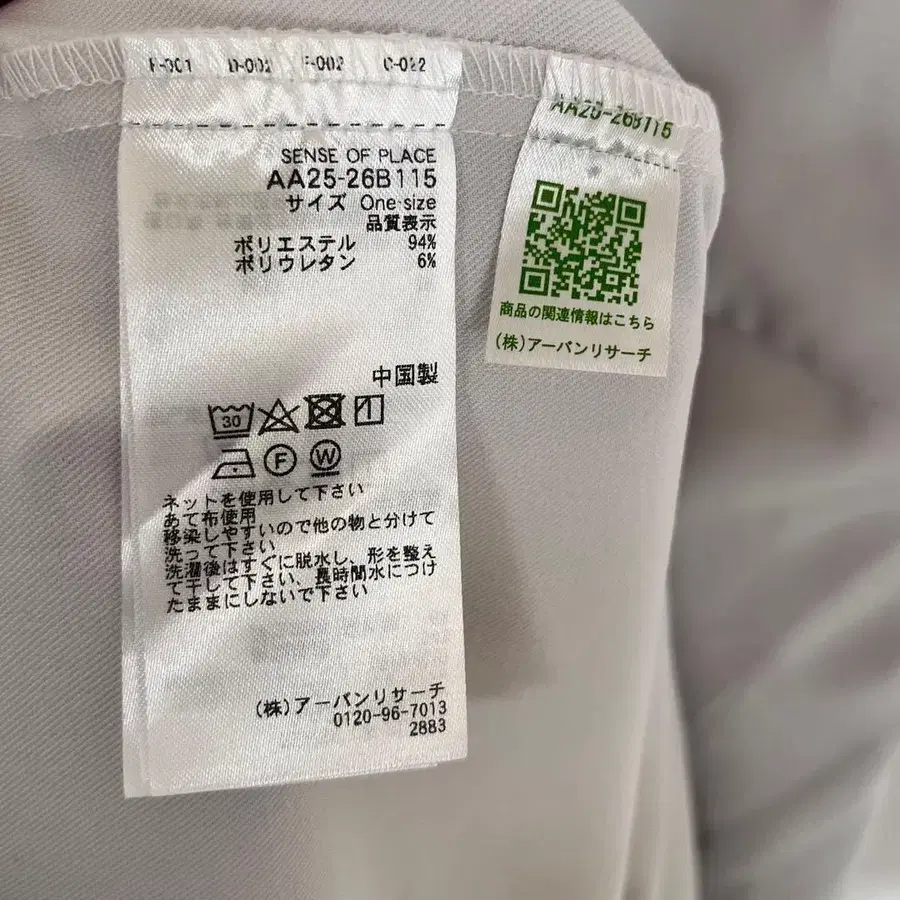 F-001 D-002 F-002 C-022
SENSE OF PLACE
AA25-26B115
サイズ One size
品質表示
ポリエステル 94%
ポリウレタン 6%
中国製
30
F W
ネットを使用して下さい
あて布使用
移染しやすいので他の物と分けて
洗って下さい
洗濯後はすぐに脱水し、形を整え
て干して下さい、長時間水につけ
たままにしないで下さい
(株)アーバンリサーチ
0120-96-7013
2883
AA25-26B115
商品の関連情報はこちら
(株)アーバンリサーチ